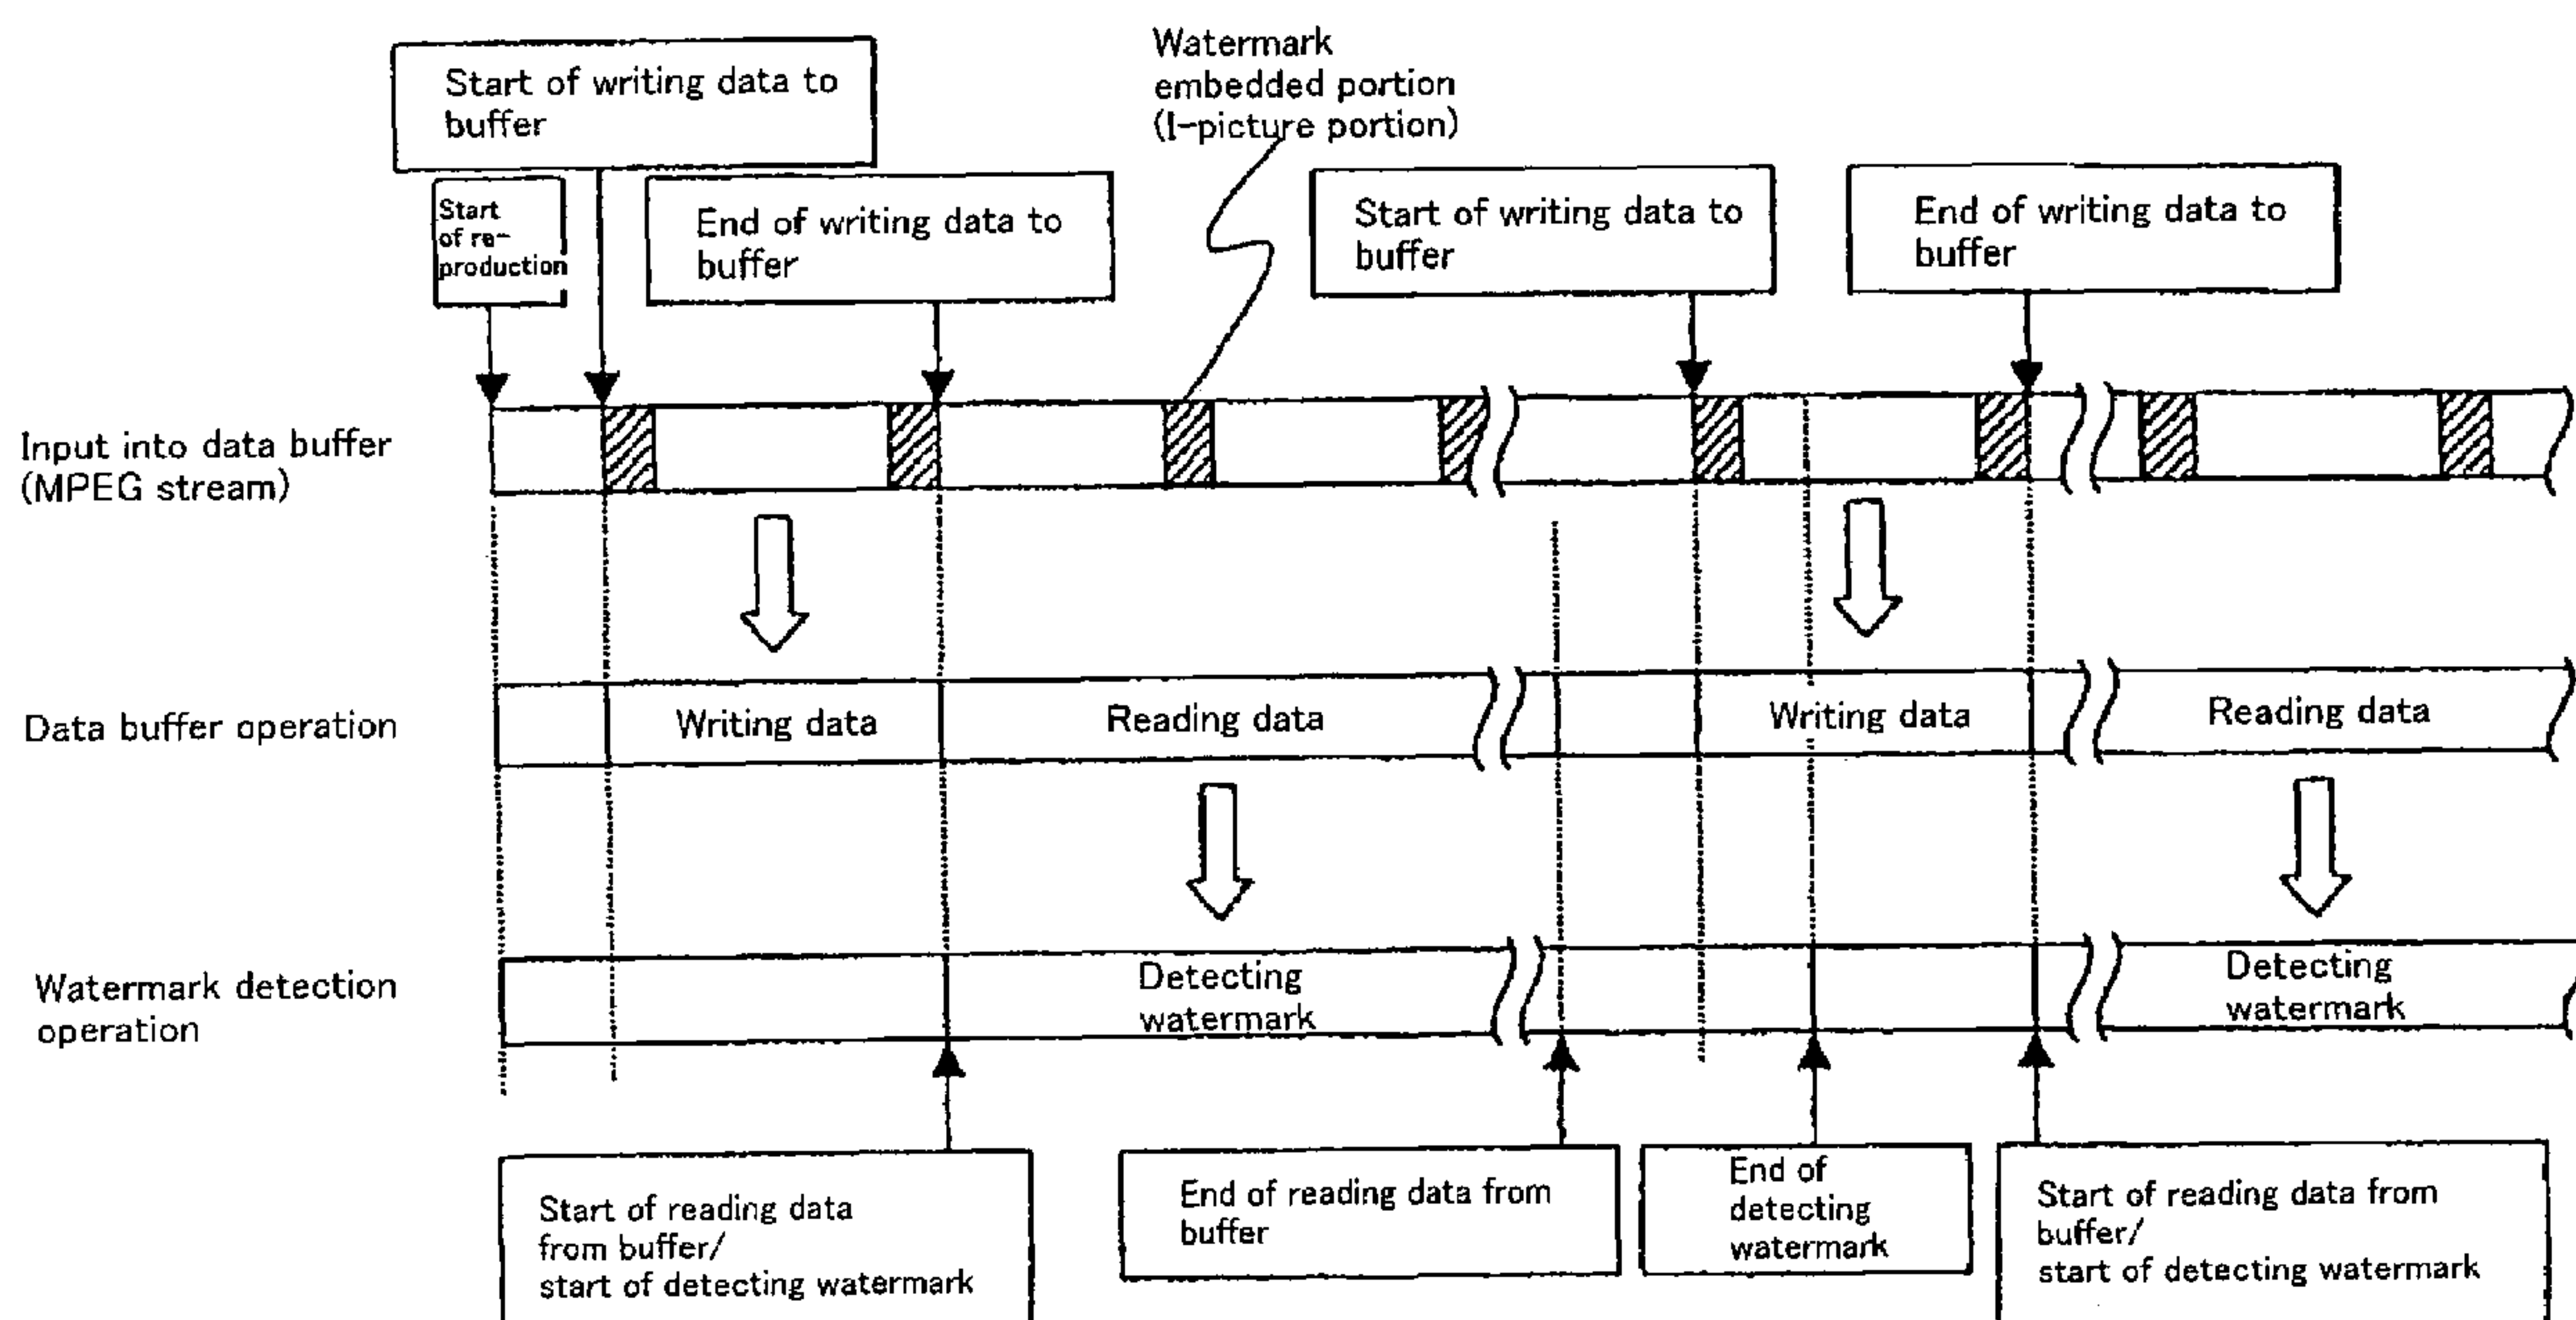 Start of writing data to
buffer
Watermark
embedded portion
(I-picture portion)
Start
of re-
production
End of writing data to
buffer
Start of writing data to
buffer
End of writing data to
buffer
Input into data buffer
(MPEG stream)
Data buffer operation
Writing data
Reading data
Writing data
Reading data
Watermark detection
operation
Detecting
watermark
Detecting
watermark
Start of reading data
from buffer/
start of detecting watermark
End of reading data from
buffer
End of
detecting
watermark
Start of reading data from
buffer/
start of detecting watermark